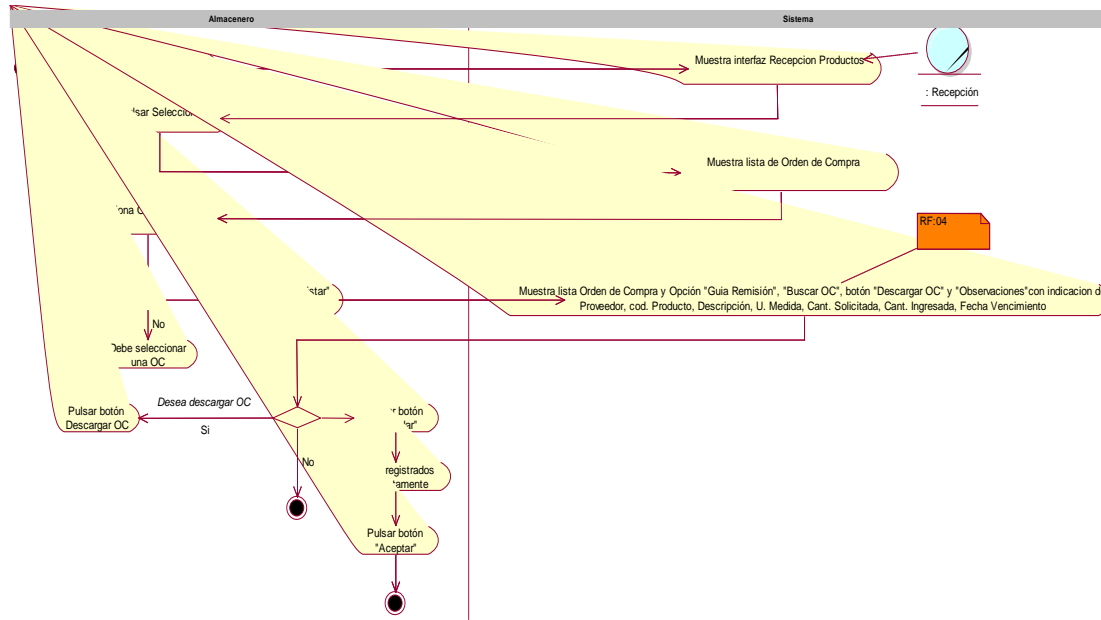 Almacenero
Sistema
Muestra interfaz Recepcion Productos
: Recepción
Muestra lista de Orden de Compra
RF:04
Muestra lista Orden de Compra y Opción "Guia Remisión", "Buscar OC", botón "Descargar OC" y "Observaciones"con indicacion
Proveedor, cod. Producto, Descripción, U. Medida, Cant. Solicitada, Cant. Ingresada, Fecha Vencimiento
No
Debe seleccionar
una OC
Desea descargar OC
Si
Pulsar botón
Descargar OC
botón
No
registrados
Pulsar botón
"Aceptar"